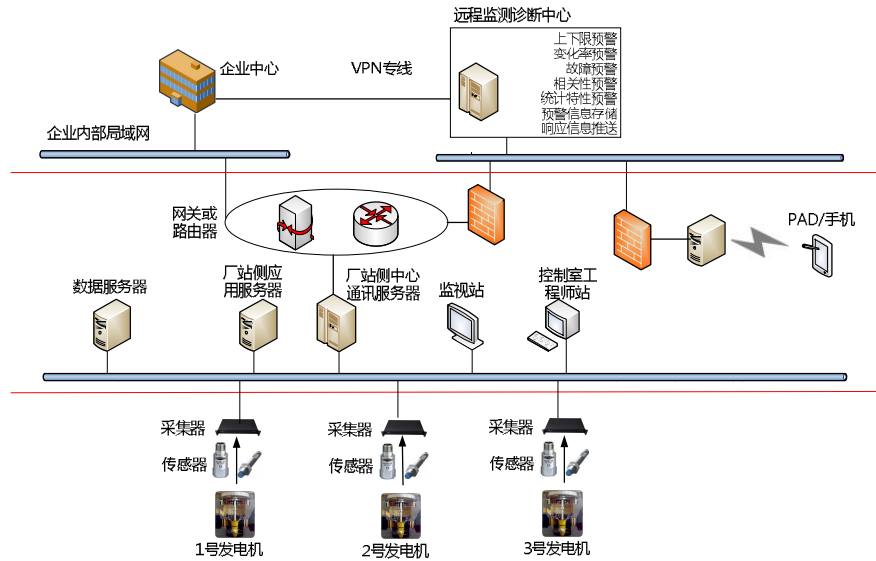 远程监测诊断中心
企业中心
VPN专线
上下限预警
变化率预警
故障预警
相关性预警
统计特性预警
预警信息存储
响应信息推送
企业内部局域网
网关或
路由器
PAD/手机
数据服务器
厂站侧应
用服务器
厂站侧中心
通讯服务器
监视站
控制室工
程师站
采集器
采集器
采集器
传感器
传感器
传感器
1号发电机
2号发电机
3号发电机